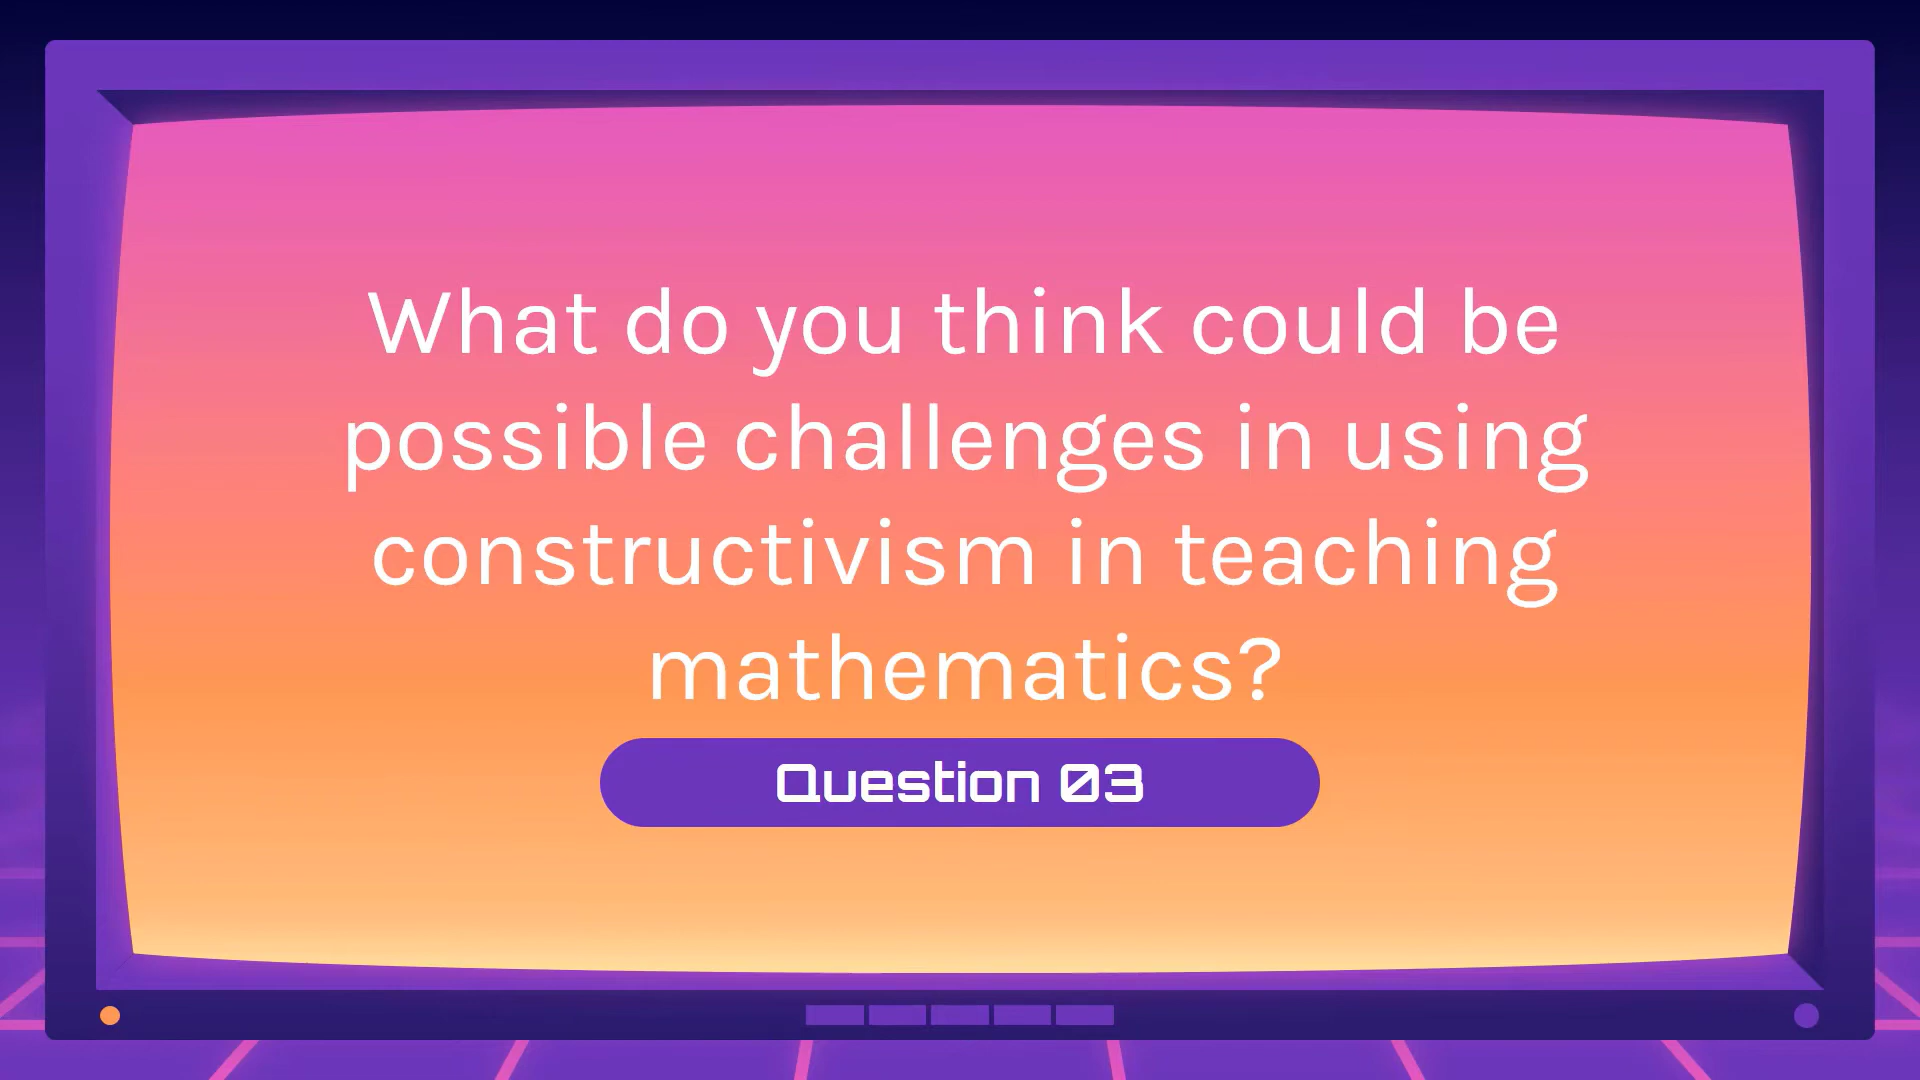 What do you think could be
possible challenges in using
constructivism in teaching
mathematics?
Question 03